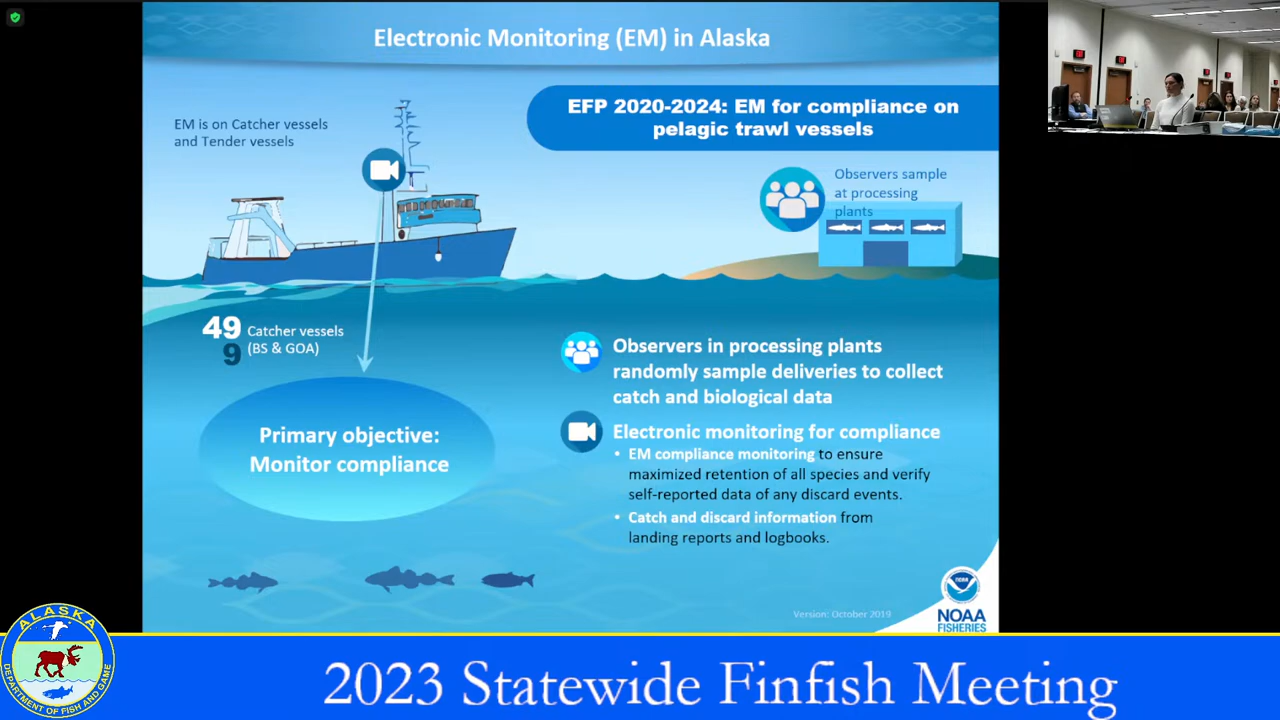 Electronic Monitoring (EM) in Alaska
EFP 2020-2024: EM for compliance on
pelagic trawl vessels
EM is on Catcher vessels
and Tender vessels
Observers sample
at processing
plants
49
9
Catcher vessels
(BS & GOA)
Primary objective:
Monitor compliance
Observers in processing plants
randomly sample deliveries to collect
catch and biological data
Electronic monitoring for compliance
• EM compliance monitoring to ensure
maximized retention of all species and verify
self-reported data of any discard events.
• Catch and discard information from
landing reports and logbooks.
Version: October 2019
NOAA
FISHERIES
ALASKA
DEPARTMENT OF FISH AND GAME
2023 Statewide Finfish Meeting